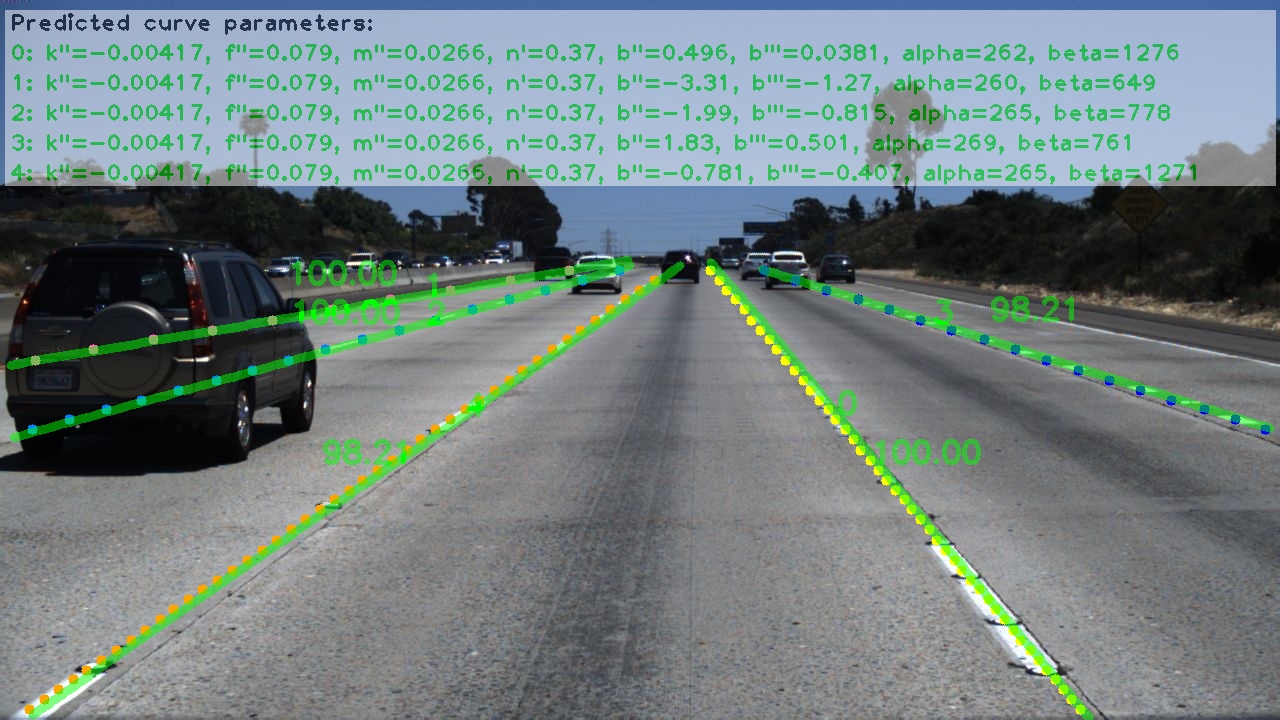 Predicted curve parameters:
0: k''=-0.00417, f''=0.079, m''=0.0266, n'=0.37, b''=0.496, b'''=0.0381, alpha=262, beta=1276
1: k''=-0.00417, f''=0.079, m''=0.0266, n'=0.37, b''=-3.31, b'''=-1.27, alpha=260, beta=649
2: k''=-0.00417, f''=0.079, m''=0.0266, n'=0.37, b''=-1.99, b'''=-0.815, alpha=265, beta=778
3: k''=-0.00417, f''=0.079, m''=0.0266, n'=0.37, b''=1.83, b'''=0.501, alpha=269, beta=761
4: k''=-0.00417, f''=0.079, m''=0.0266, n'=0.37, b''=-0.781, b'''=-0.407, alpha=265, beta=1271
TRAFFIC
100.00 1
100.00 2
3 98.21
4
0
98.21
100.00